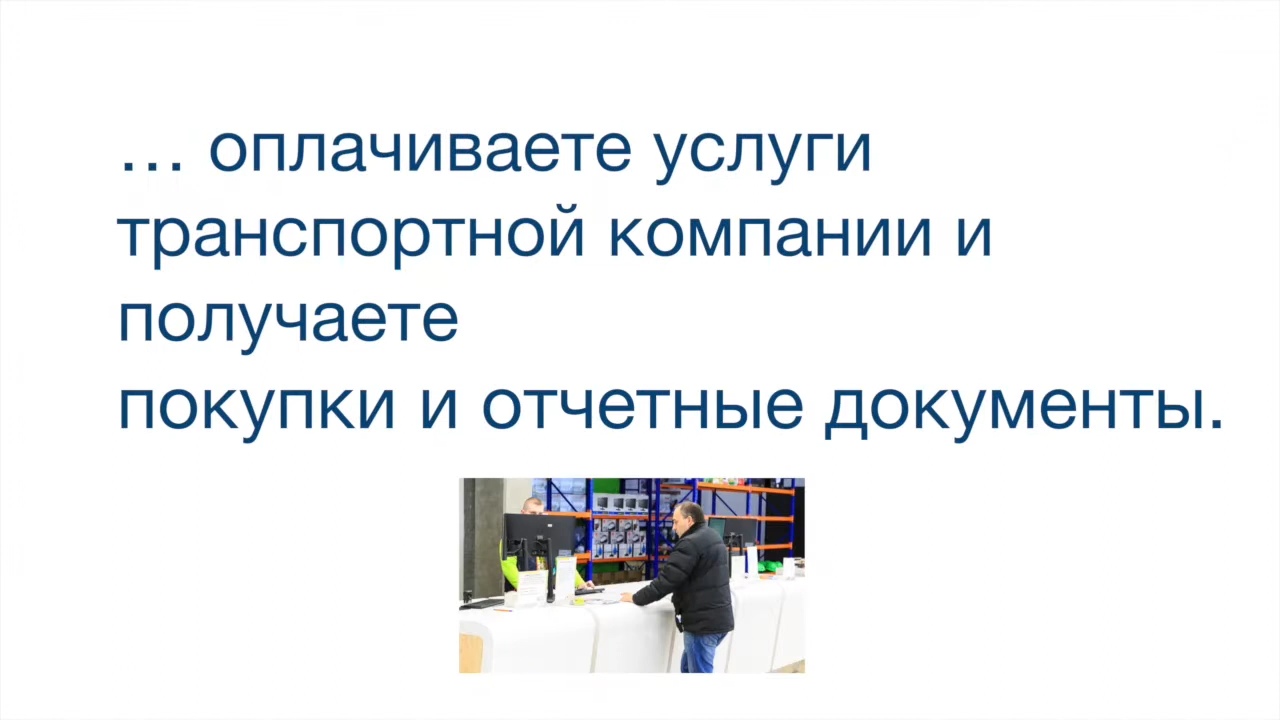 ... оплачиваете услуги
транспортной компании и
получаете
покупки и отчетные документы.